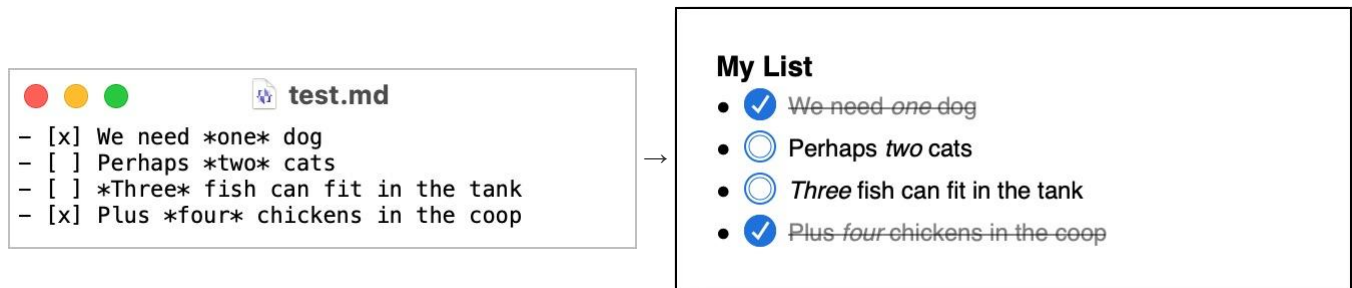 test.md
- [x] We need *one* dog
- [ ] Perhaps *two* cats
- [ ] *Three* fish can fit in the tank
- [x] Plus *four* chickens in the coop
→
My List
• We need one dog
• Perhaps two cats
• Three fish can fit in the tank
• Plus four chickens in the coop